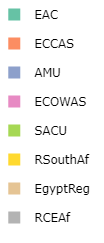 EAC
ECCAS
AMU
ECOWAS
SACU
RSouthAf
EgyptReg
RCEAf